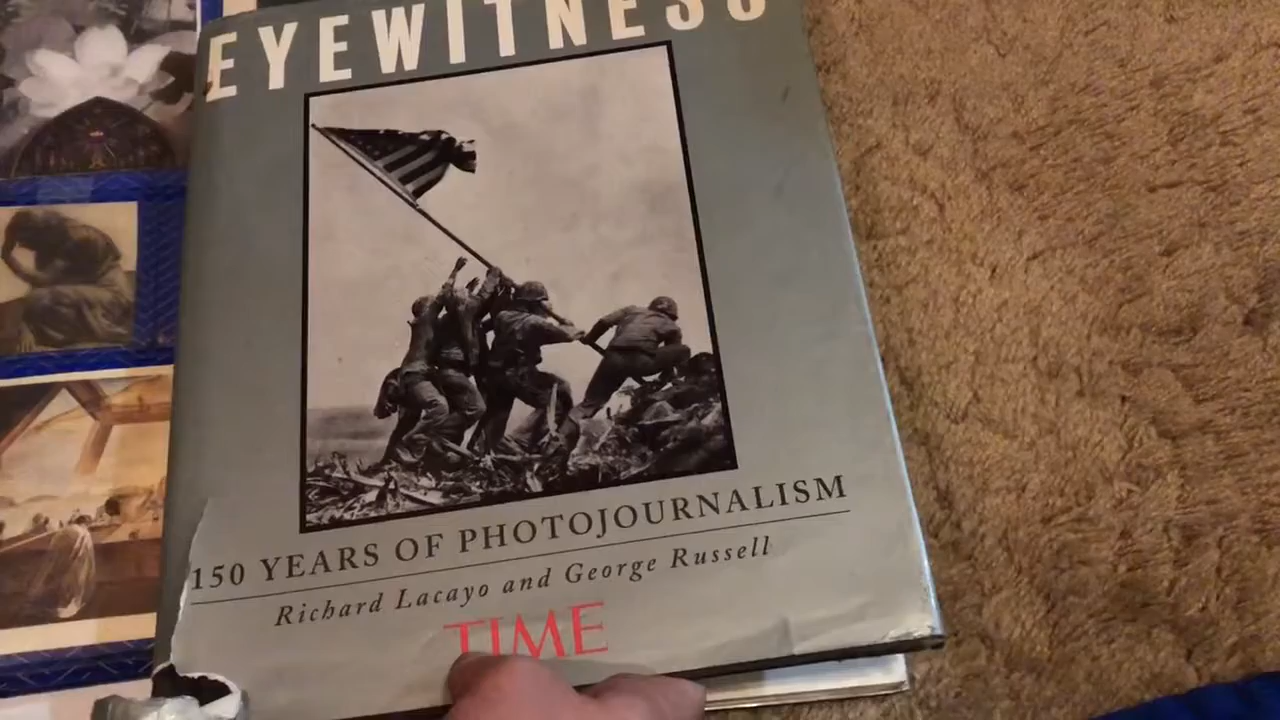 EYEWITNESS
150 YEARS OF PHOTOJOURNALISM
Richard Lacayo and George Russell
TIME